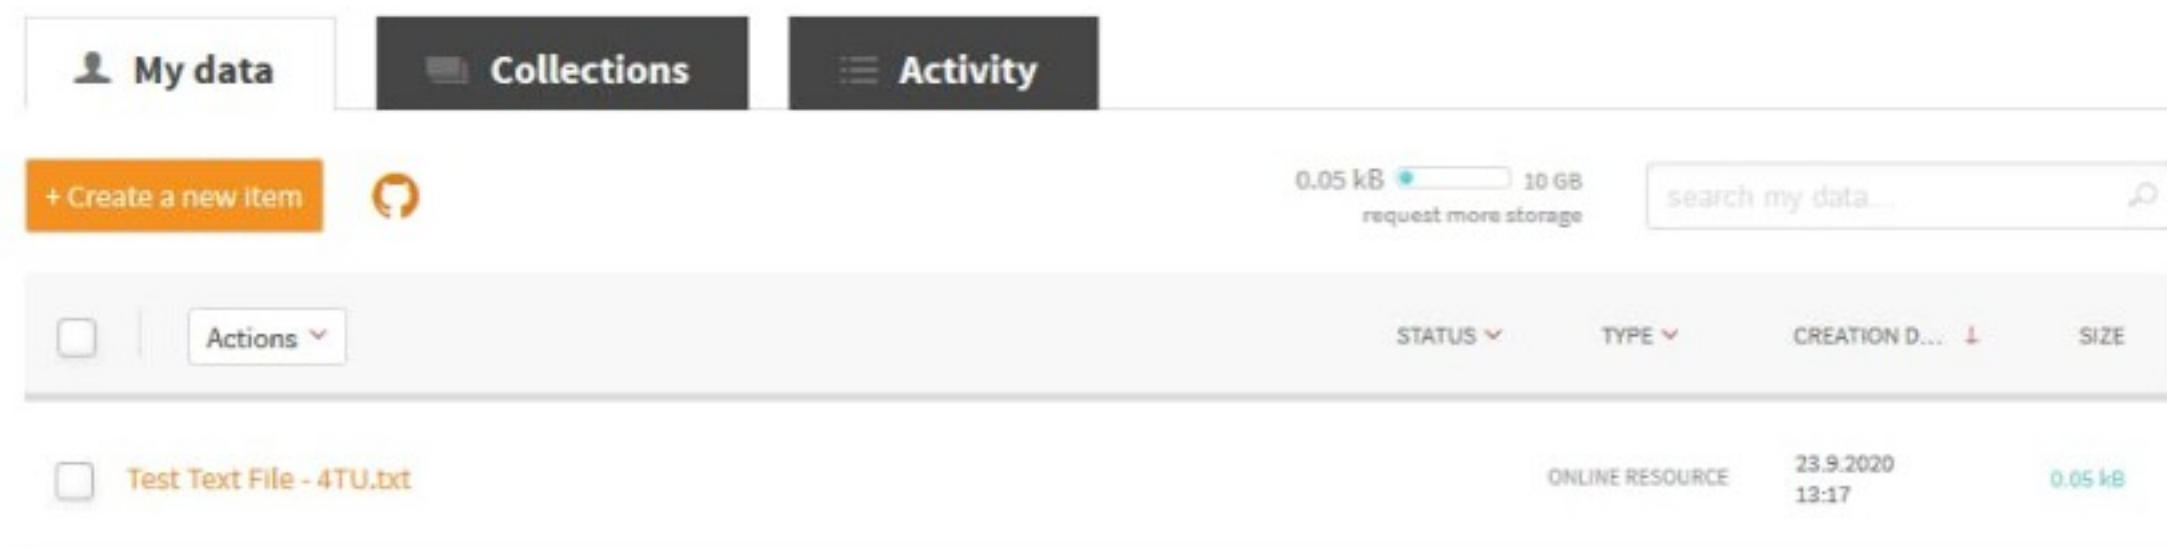 My data
Collections
Activity
+ Create a new item
0.05 kB 10 GB
request more storage
search my data...
Actions
STATUS
TYPE
CREATION D...
SIZE
Test Text File - 4TU.txt
ONLINE RESOURCE
23.9.2020
13:17
0.05 kB